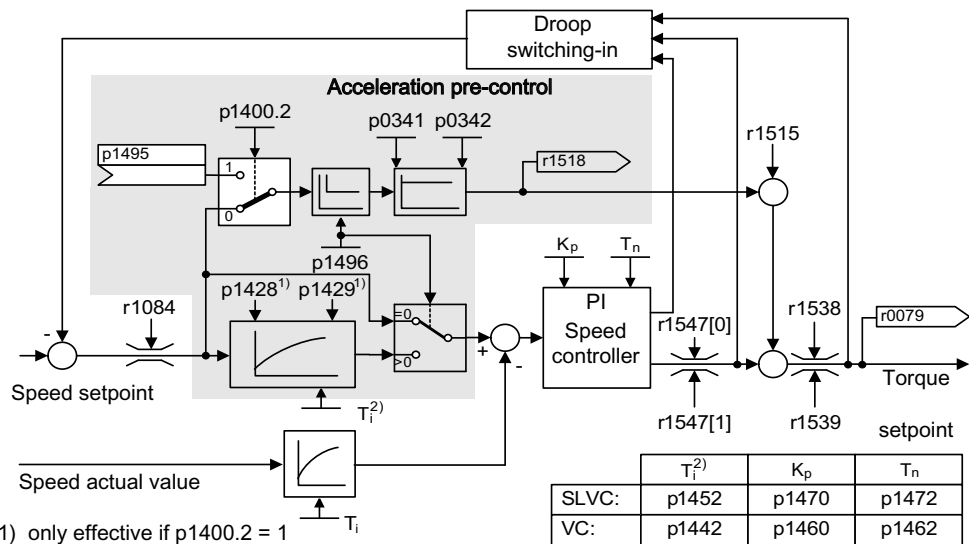 Droop
switching-in
Acceleration pre-control
p1400.2
p0341
p0342
r1515
p1495
r1518
1
0
p1496
Kp
Tn
r1084
p1428¹⁾
p1429¹⁾
=0
>0
PI
Speed
controller
r1547[0]
r1538
r0079
-
+
-
Speed setpoint
Torque
setpoint
r1547[1]
r1539
Ti²⁾
Speed actual value
Ti
Ti²⁾ Kp Tn
SLVC: p1452 p1470 p1472
VC: p1442 p1460 p1462
1) only effective if p1400.2 = 1